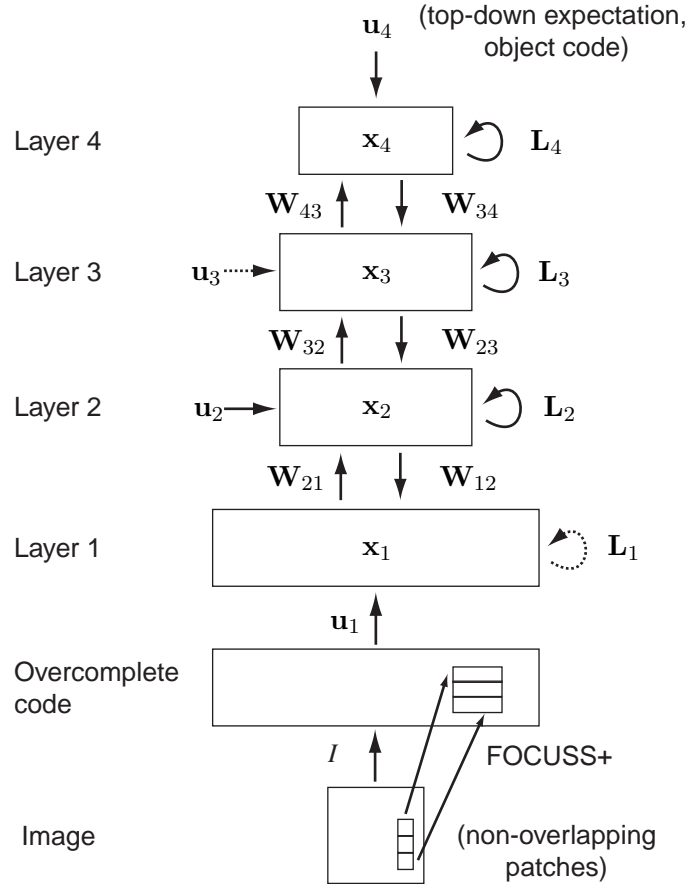 u4 (top-down expectation,
object code)
Layer 4 x4 L4
W43 W34
Layer 3 u3 x3 L3
W32 W23
Layer 2 u2 x2 L2
W21 W12
Layer 1 x1 L1
u1
Overcomplete
code
I FOCUSS+
Image (non-overlapping
patches)